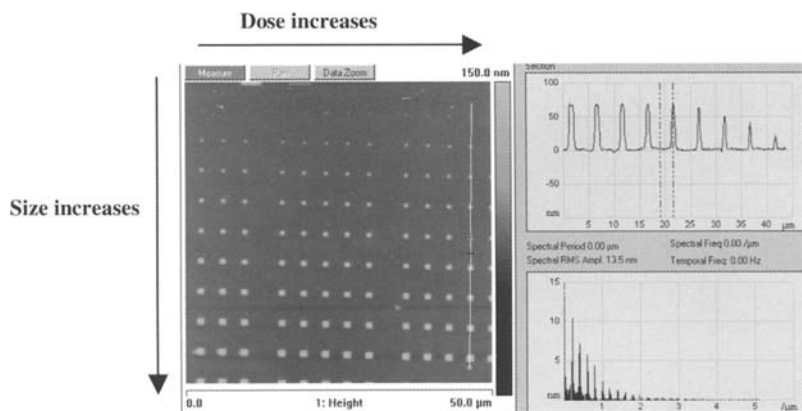 Dose increases
Size increases
Measure
Data Zoom
150.0 nm
0.0
1: Height
50.0 µm
Section
100
50
0
-50
nm
5
10
15
20
25
30
35
40
µm
Spectral Period 0.00 µm
Spectral Freq 0.00 /µm
Spectral RMS Ampl. 13.5 nm
Temporal Freq 0.00 Hz
15
10
5
nm
1
2
3
4
5
/µm